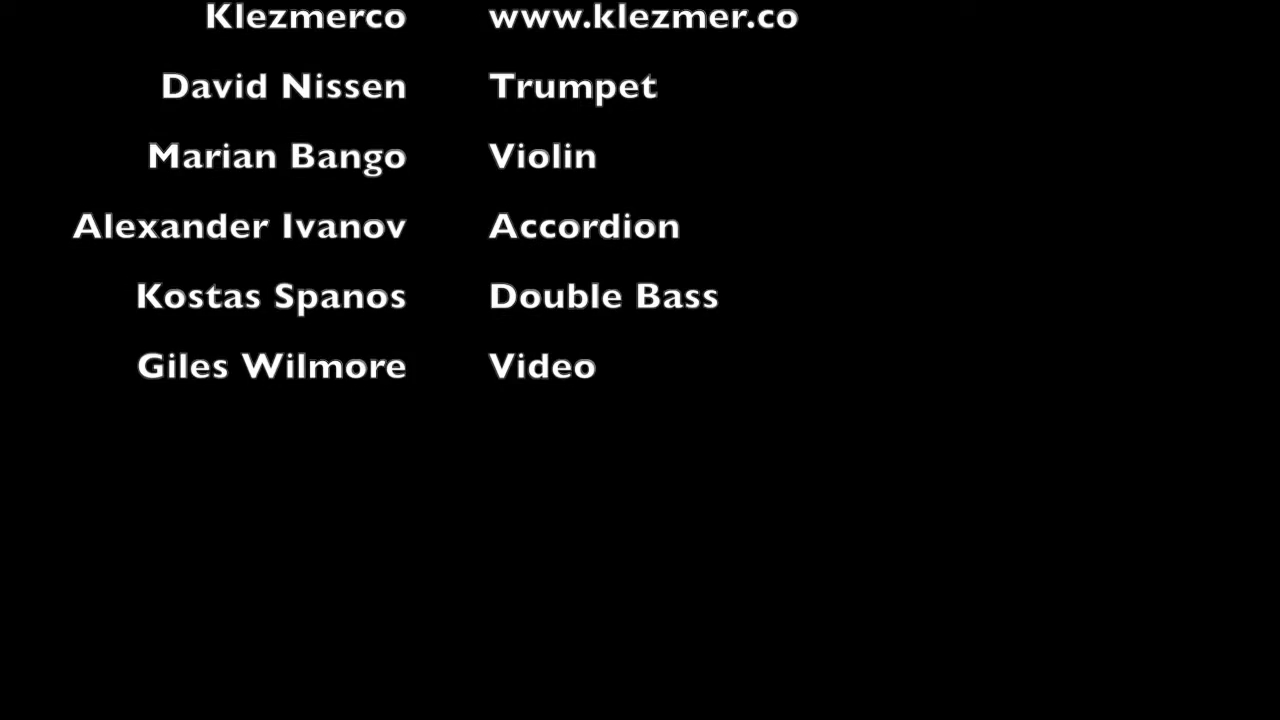 Klezmerco www.klezmer.co
David Nissen Trumpet
Marian Bango Violin
Alexander Ivanov Accordion
Kostas Spanos Double Bass
Giles Wilmore Video